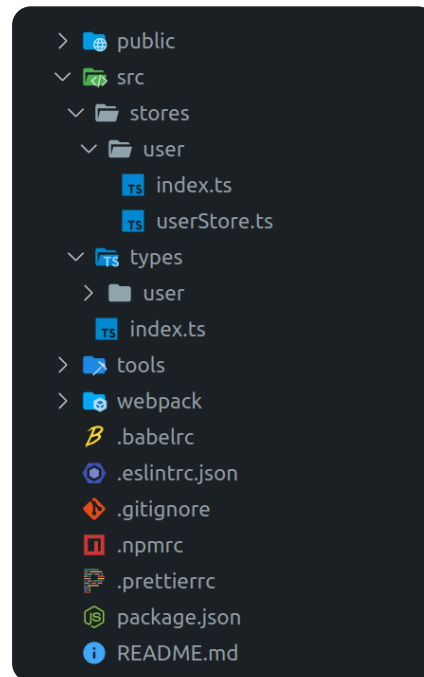 public
src
stores
user
index.ts
userStore.ts
types
user
index.ts
tools
webpack
.babelrc
.eslintrc.json
.gitignore
.npmrc
.prettierrc
package.json
README.md